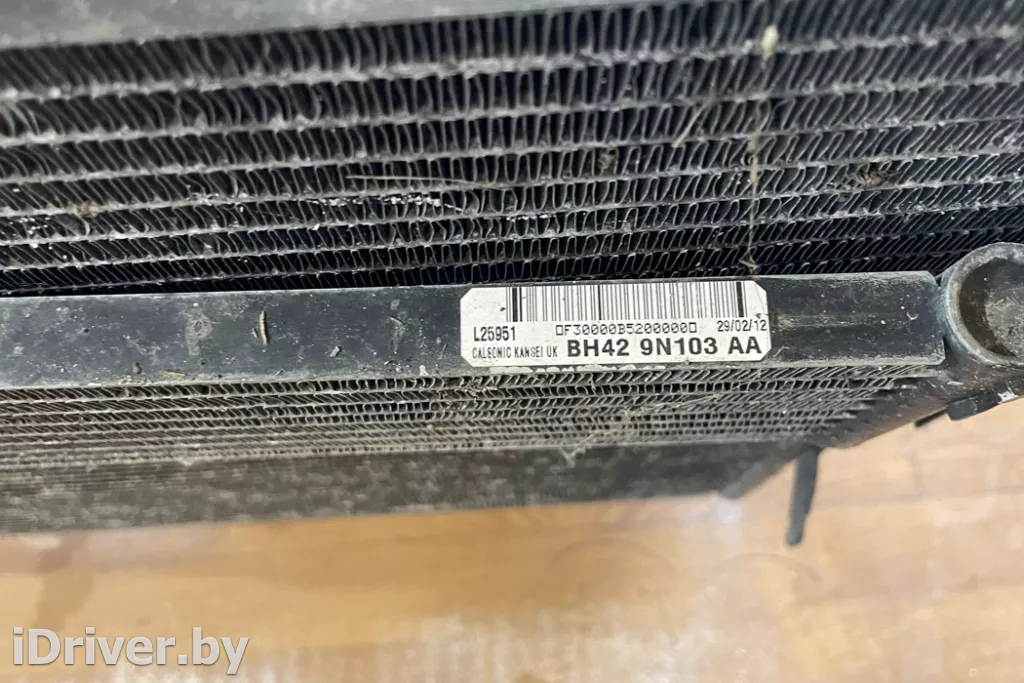 L25951 □F30000B5200000□ 29/02/12
CALSONIC KANSEI UK BH42 9N103 AA
iDriver.by